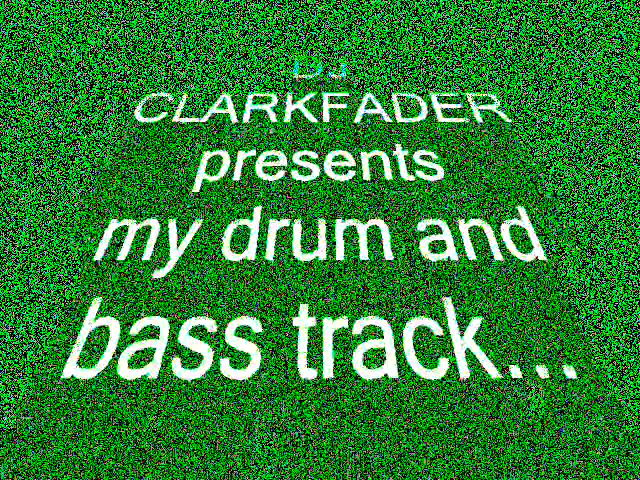 DJ
CLARKFADER
presents
my drum and
bass track...